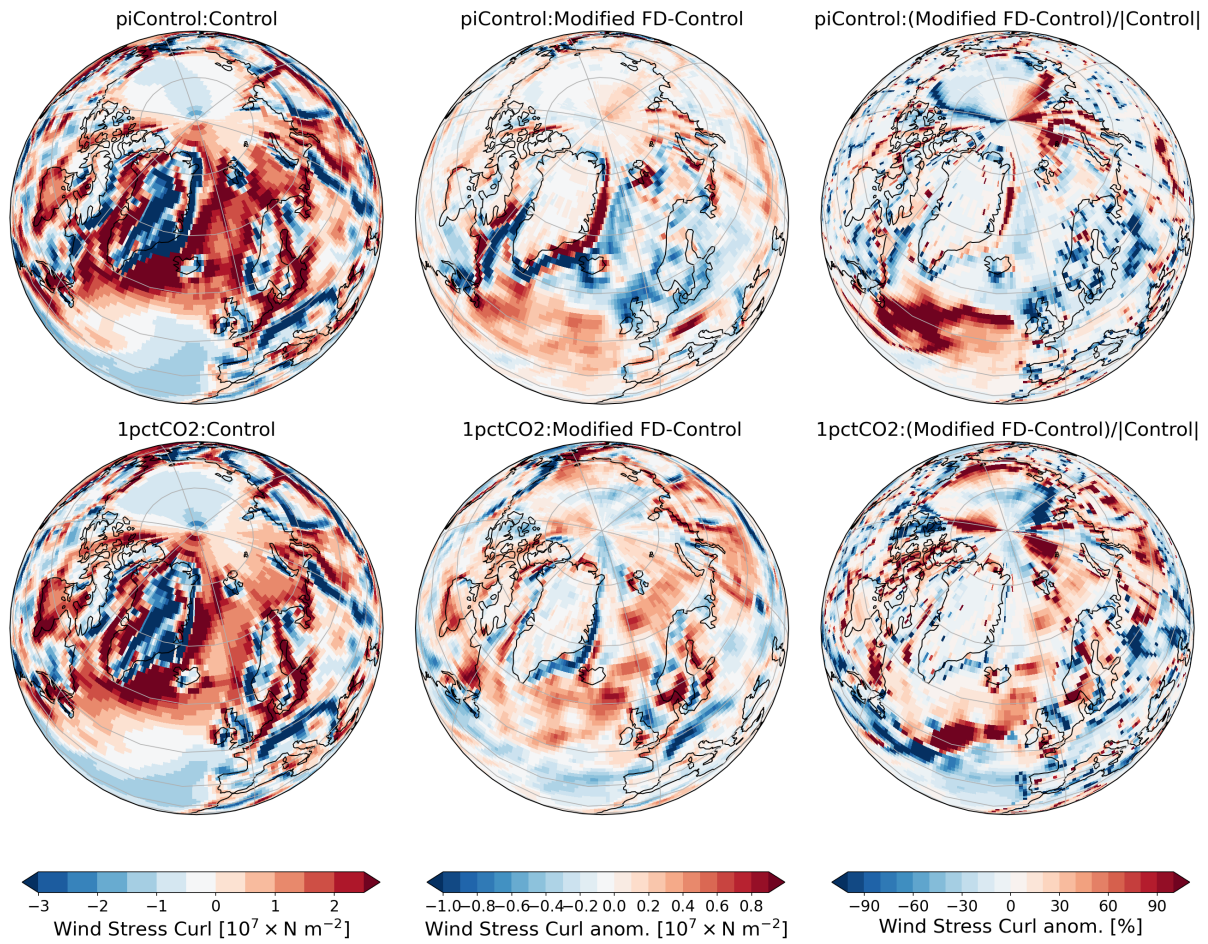 piControl:Control
piControl:Modified FD-Control
piControl:(Modified FD-Control)/|Control|
1pctCO2:Control
1pctCO2:Modified FD-Control
1pctCO2:(Modified FD-Control)/|Control|
−3 −2 −1 0 1 2
Wind Stress Curl [10⁷ × N m⁻²]
−1.0 −0.8 −0.6 −0.4 −0.2 0.0 0.2 0.4 0.6 0.8
Wind Stress Curl anom. [10⁷ × N m⁻²]
−90 −60 −30 0 30 60 90
Wind Stress Curl anom. [%]